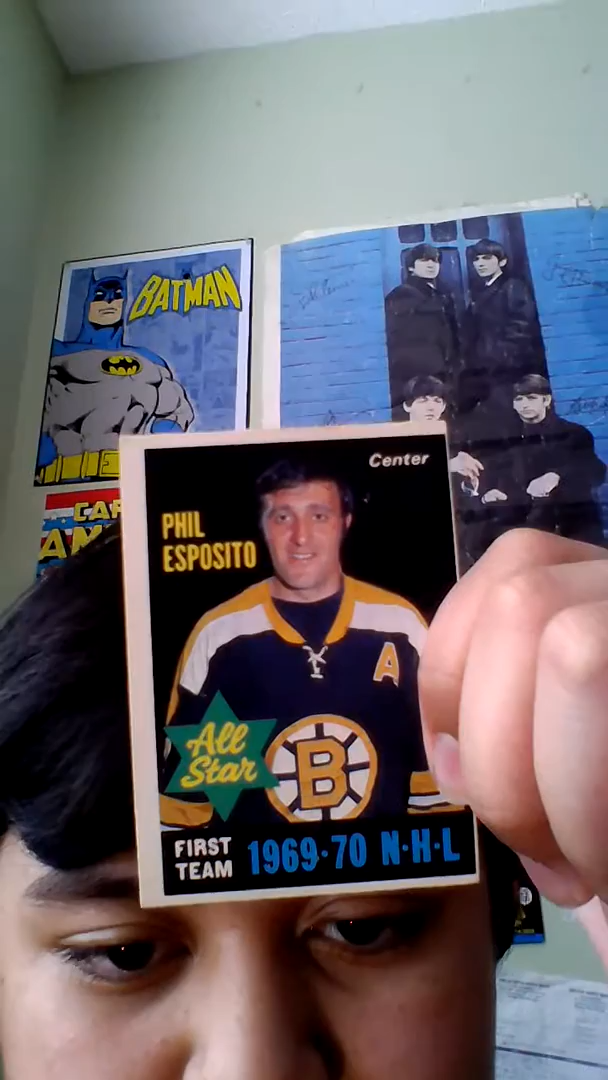 BATMAN
CAP
AM
Center
PHIL
ESPOSITO
A
All
Star
B
FIRST
TEAM
1969·70 N·H·L